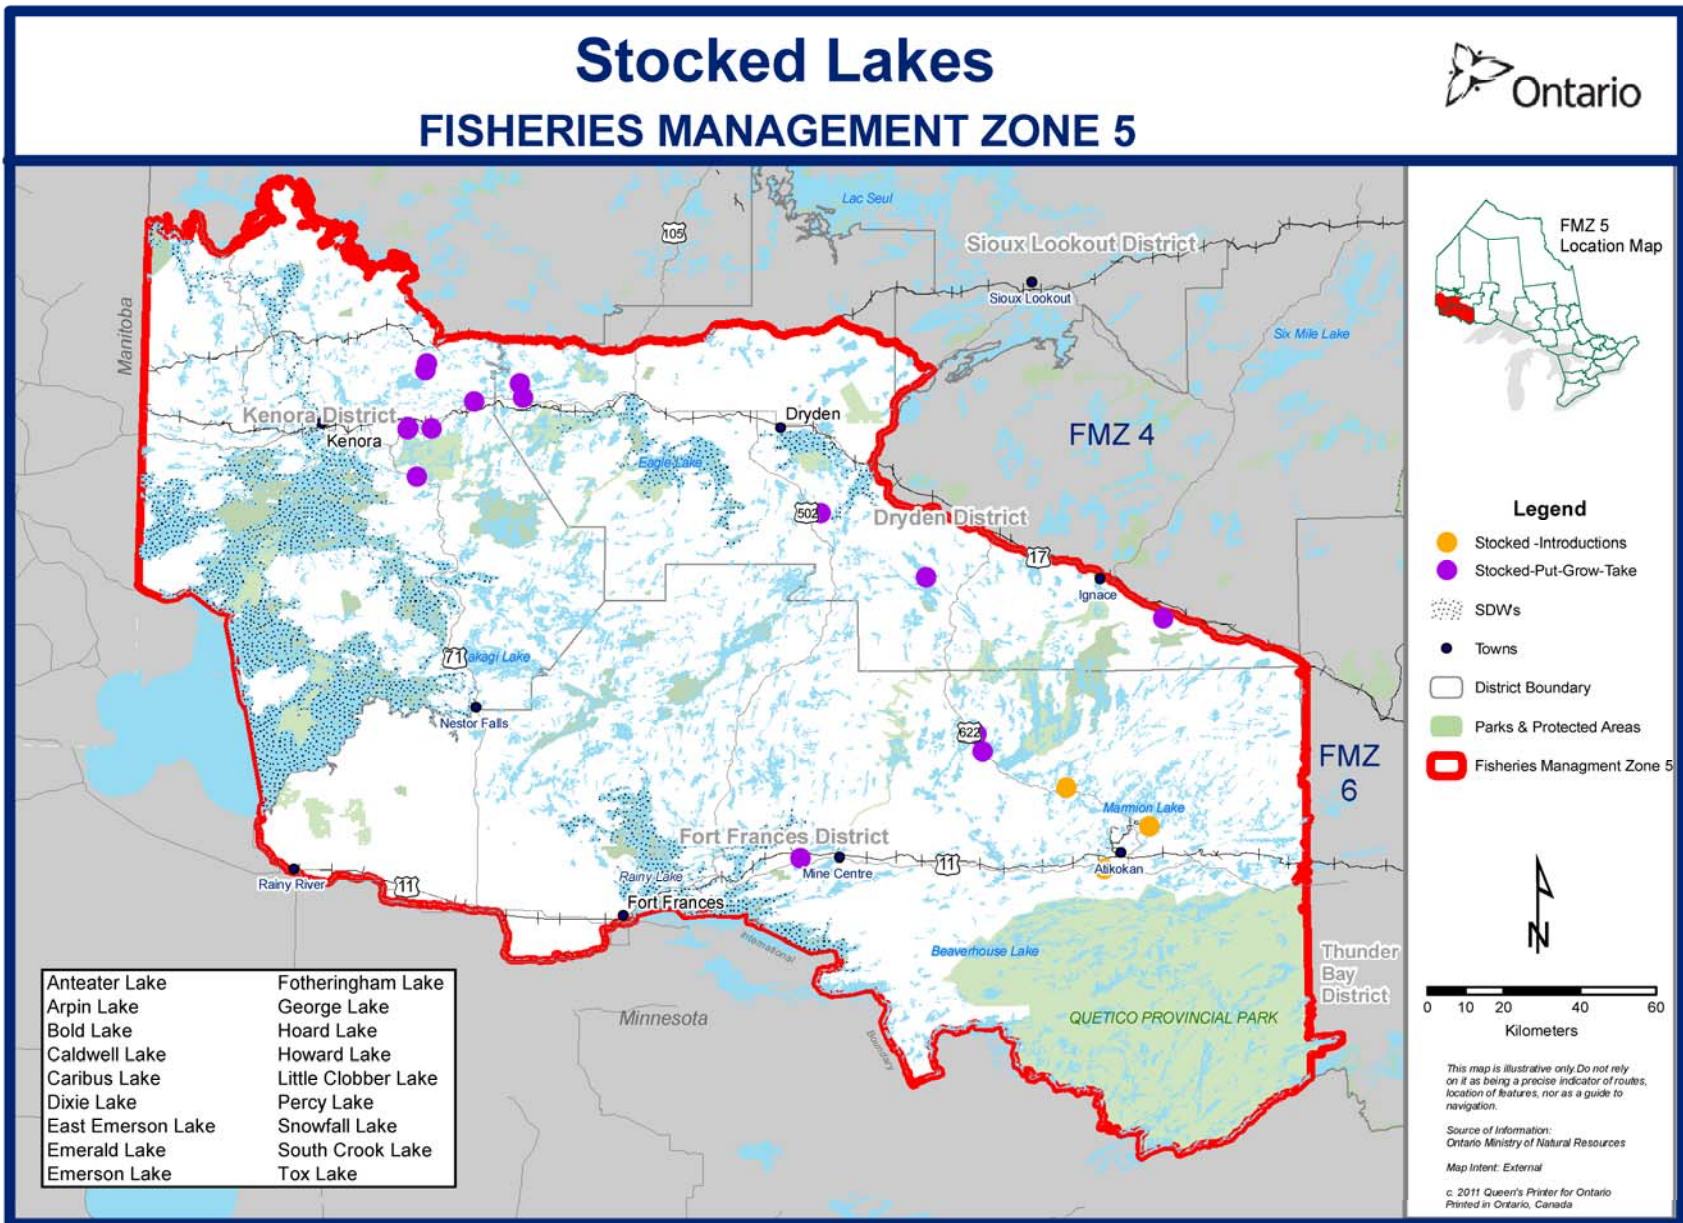 Stocked Lakes
FISHERIES MANAGEMENT ZONE 5
Ontario
Lac Seul
105
Sioux Lookout District
Sioux Lookout
Six Mile Lake
Manitoba
Kenora District
Kenora
Dryden
FMZ 4
Eagle Lake
502
Dryden District
17
Ignace
71
akagi Lake
Nestor Falls
622
FMZ
6
Marmion Lake
Fort Frances District
Mine Centre
11
Atikokan
Rainy River
11
Rainy Lake
Fort Frances
International
Boundary
Beaverhouse Lake
Minnesota
QUETICO PROVINCIAL PARK
Thunder
Bay
District
Anteater Lake
Arpin Lake
Bold Lake
Caldwell Lake
Caribus Lake
Dixie Lake
East Emerson Lake
Emerald Lake
Emerson Lake
Fotheringham Lake
George Lake
Hoard Lake
Howard Lake
Little Clobber Lake
Percy Lake
Snowfall Lake
South Crook Lake
Tox Lake
FMZ 5
Location Map
Legend
Stocked -Introductions
Stocked-Put-Grow-Take
SDWs
Towns
District Boundary
Parks & Protected Areas
Fisheries Managment Zone 5
N
0 10 20 40 60
Kilometers
This map is illustrative only.Do not rely
on it as being a precise indicator of routes,
location of features, nor as a guide to
navigation.
Source of Information:
Ontario Ministry of Natural Resources
Map Intent: External
c. 2011 Queen's Printer for Ontario
Printed in Ontario, Canada